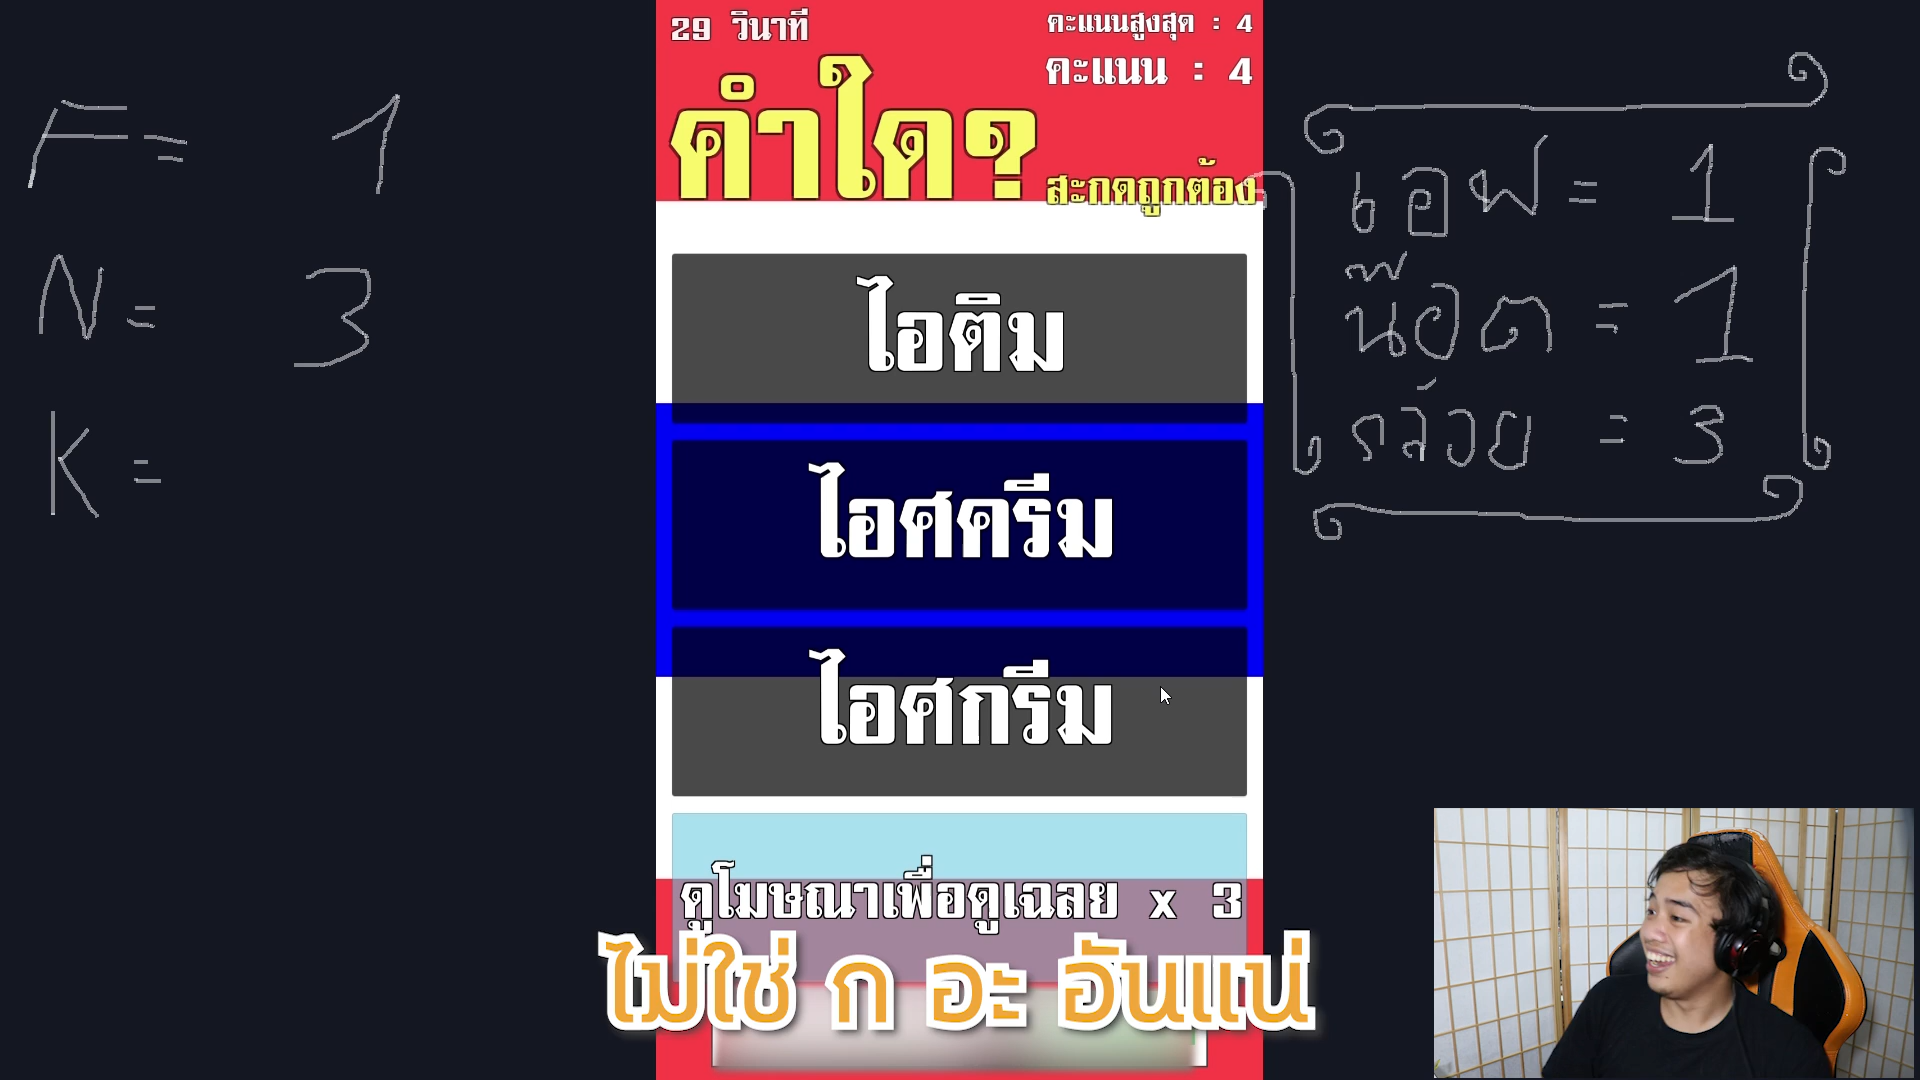 29 วินาที
คะแนนสูงสุด : 4
คะแนน : 4
คำใด?
สะกดถูกต้อง
F = 1
N = 3
K =
ออฟ = 1
น๊อต = 1
กล้วย = 3
ไอติม
ไอศครีม
ไอศกรีม
ดูโฆษณาเพื่อดูเฉลย x 3
ไม่ใช่ ก อะ อันแน่